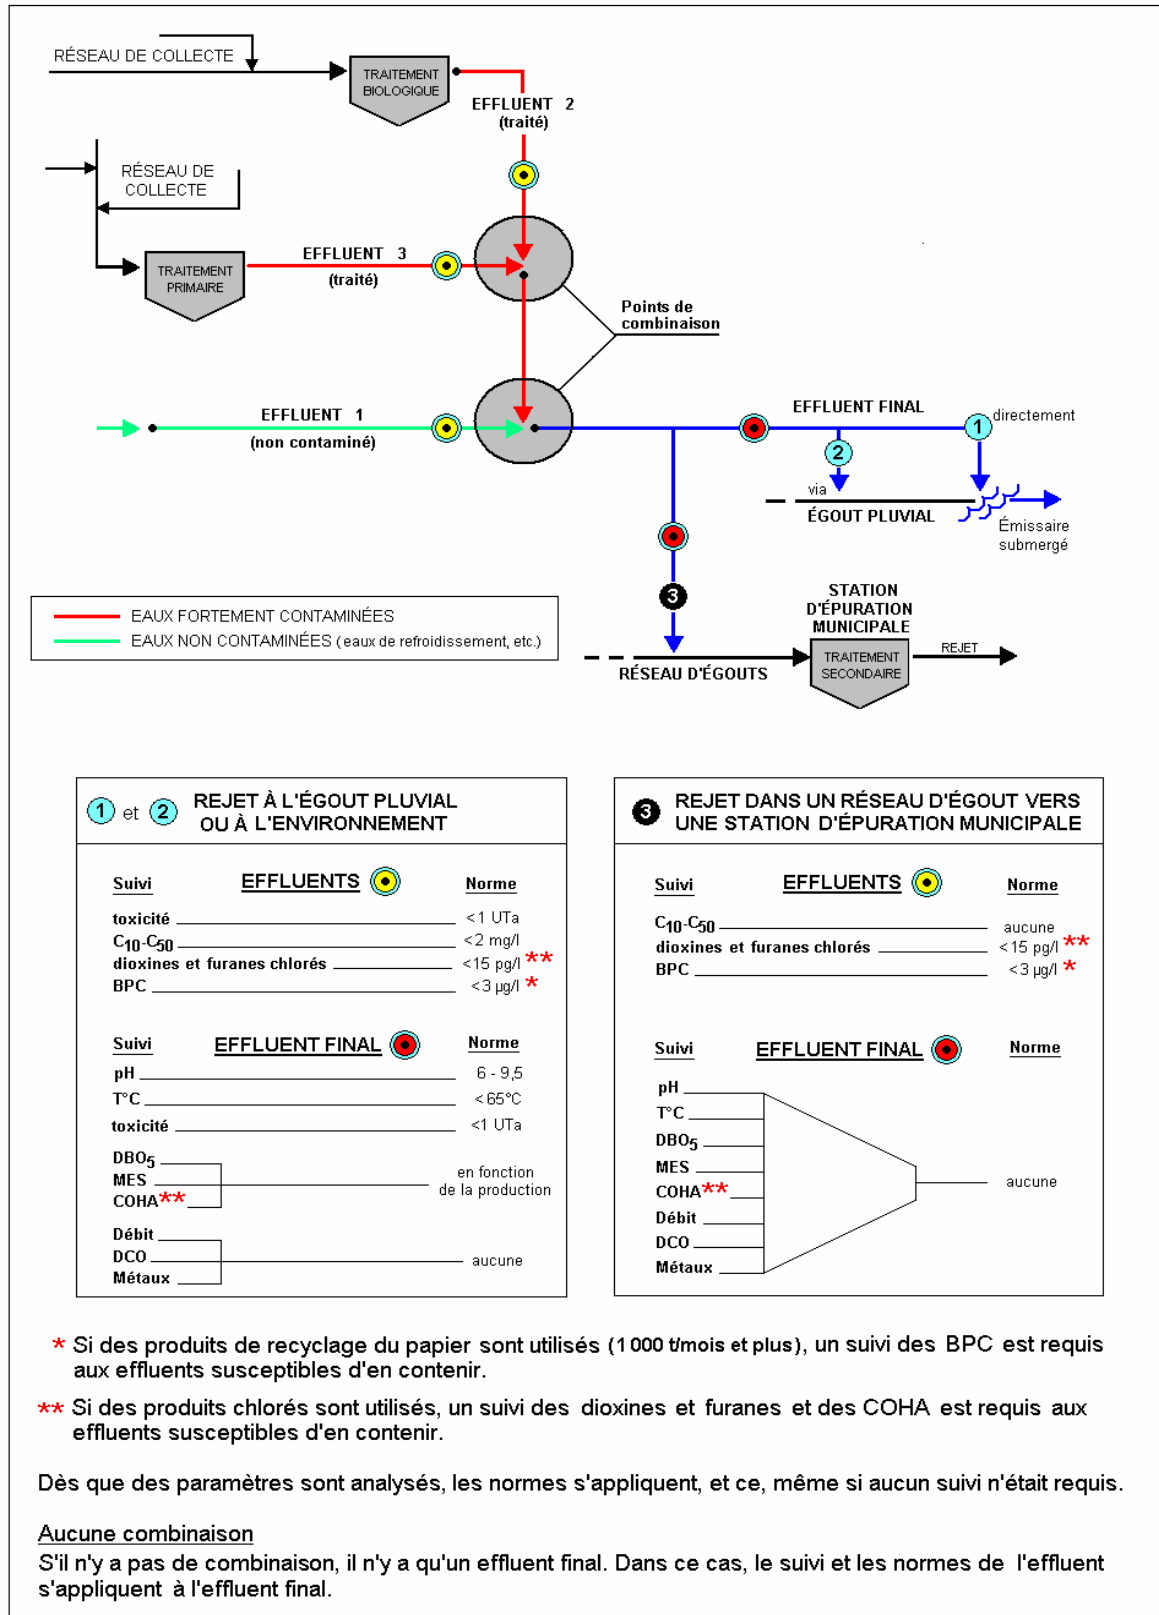 RÉSEAU DE COLLECTE
TRAITEMENT
BIOLOGIQUE
EFFLUENT 2
(traité)
RÉSEAU DE
COLLECTE
TRAITEMENT
PRIMAIRE
EFFLUENT 3
(traité)
Points de
combinaison
EFFLUENT 1
(non contaminé)
EFFLUENT FINAL
1
directement
2
via
ÉGOUT PLUVIAL
Émissaire
submergé
3
STATION
D'ÉPURATION
MUNICIPALE
RÉSEAU D'ÉGOUTS
TRAITEMENT
SECONDAIRE
REJET
EAUX FORTEMENT CONTAMINÉES
EAUX NON CONTAMINÉES (eaux de refroidissement, etc.)
1 et 2 REJET À L'ÉGOUT PLUVIAL
OU À L'ENVIRONNEMENT
Suivi EFFLUENTS Norme
toxicité <1 UTa
C10-C50 <2 mg/l
dioxines et furanes chlorés <15 pg/l **
BPC <3 µg/l *
Suivi EFFLUENT FINAL Norme
pH 6 - 9,5
T°C <65°C
toxicité <1 UTa
DBO5
MES
COHA**
en fonction
de la production
Débit
DCO
Métaux
aucune
3 REJET DANS UN RÉSEAU D'ÉGOUT VERS
UNE STATION D'ÉPURATION MUNICIPALE
Suivi EFFLUENTS Norme
C10-C50 aucune
dioxines et furanes chlorés <15 pg/l **
BPC <3 µg/l *
Suivi EFFLUENT FINAL Norme
pH
T°C
DBO5
MES
COHA**
Débit
DCO
Métaux
aucune
* Si des produits de recyclage du papier sont utilisés (1 000 t/mois et plus), un suivi des BPC est requis
aux effluents susceptibles d'en contenir.
** Si des produits chlorés sont utilisés, un suivi des dioxines et furanes et des COHA est requis aux
effluents susceptibles d'en contenir.
Dès que des paramètres sont analysés, les normes s'appliquent, et ce, même si aucun suivi n'était requis.
Aucune combinaison
S'il n'y a pas de combinaison, il n'y a qu'un effluent final. Dans ce cas, le suivi et les normes de l'effluent
s'appliquent à l'effluent final.